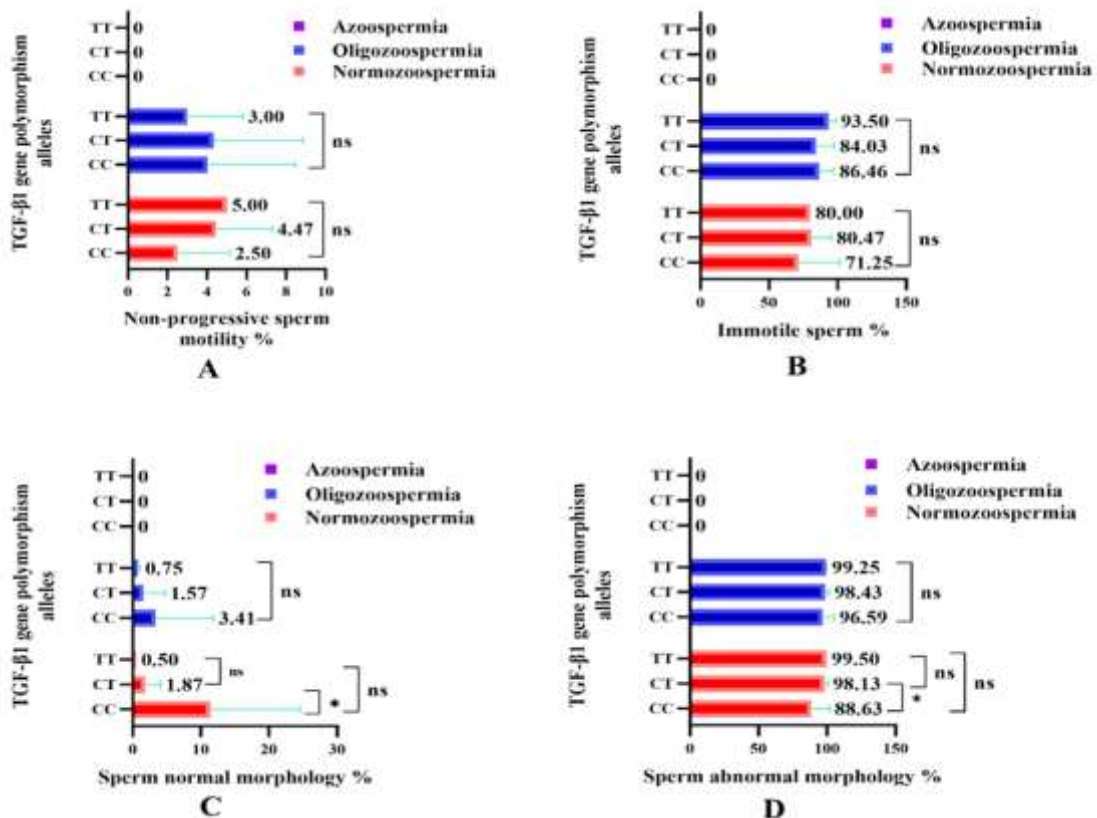 TGF-β1 gene polymorphism
alleles
TT 0
CT 0
CC 0
TT 3.00
CT
CC
ns
TT 5.00
CT 4.47
CC 2.50
ns
Azoospermia
Oligozoospermia
Normozoospermia
0 2 4 6 8 10
Non-progressive sperm
motility %
A
TGF-β1 gene polymorphism
alleles
TT 0
CT 0
CC 0
TT 93.50
CT 84.03
CC 86.46
ns
TT 80.00
CT 80.47
CC 71.25
ns
Azoospermia
Oligozoospermia
Normozoospermia
0 50 100 150
Immotile sperm %
B
TGF-β1 gene polymorphism
alleles
TT 0
CT 0
CC 0
TT 0.75
CT 1.57
CC 3.41
ns
TT 0.50
CT 1.87
CC
ns
*
ns
Azoospermia
Oligozoospermia
Normozoospermia
0 10 20 30
Sperm normal morphology %
C
TGF-β1 gene polymorphism
alleles
TT 0
CT 0
CC 0
TT 99.25
CT 98.43
CC 96.59
ns
TT 99.50
CT 98.13
CC 88.63
ns
*
ns
Azoospermia
Oligozoospermia
Normozoospermia
0 50 100 150
Sperm abnormal morphology %
D